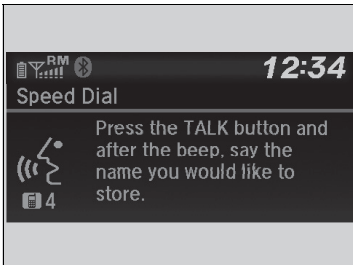 RM 12:34
Speed Dial
Press the TALK button and
after the beep, say the
name you would like to
store.
4